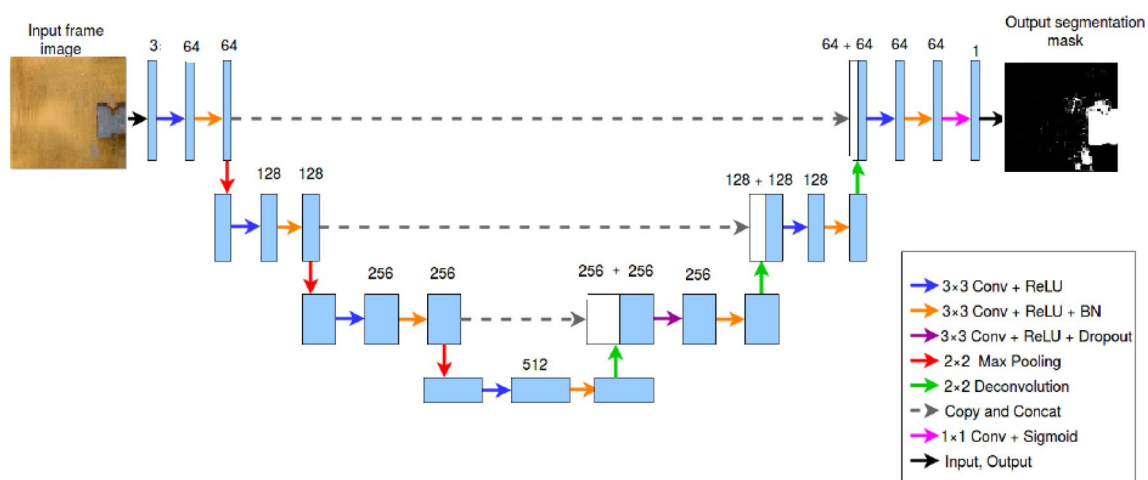 Input frame
image
3:
64
64
64 + 64
64
64
1
Output segmentation
mask
128
128
128 + 128
128
256
256
256 + 256
256
512
3×3 Conv + ReLU
3×3 Conv + ReLU + BN
3×3 Conv + ReLU + Dropout
2×2 Max Pooling
2×2 Deconvolution
Copy and Concat
1×1 Conv + Sigmoid
Input, Output